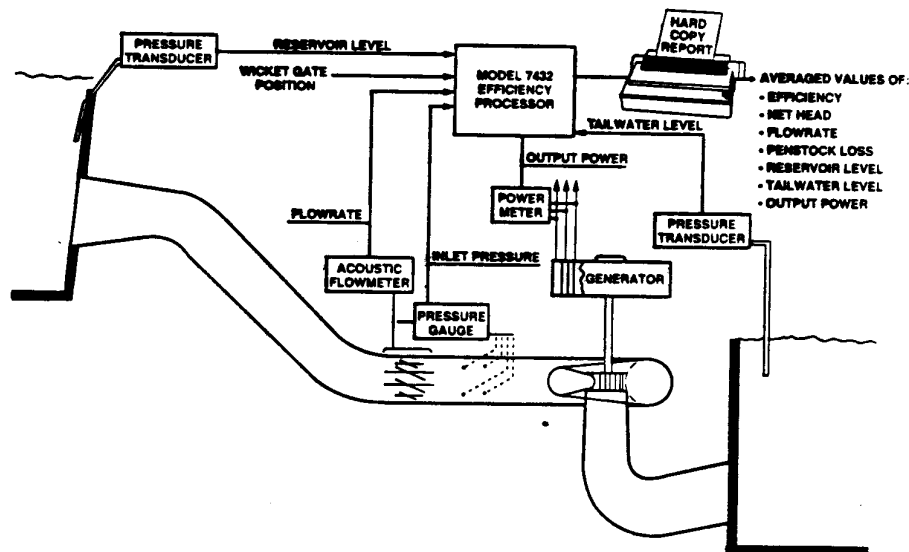 HARD
COPY
REPORT
PRESSURE
TRANSDUCER
RESERVOIR LEVEL
WICKET GATE
POSITION
MODEL 7432
EFFICIENCY
PROCESSOR
AVERAGED VALUES OF:
• EFFICIENCY
• NET HEAD
• FLOWRATE
• PENSTOCK LOSS
• RESERVOIR LEVEL
• TAILWATER LEVEL
• OUTPUT POWER
TAILWATER LEVEL
OUTPUT POWER
POWER
METER
FLOWRATE
PRESSURE
TRANSDUCER
INLET PRESSURE
ACOUSTIC
FLOWMETER
GENERATOR
PRESSURE
GAUGE